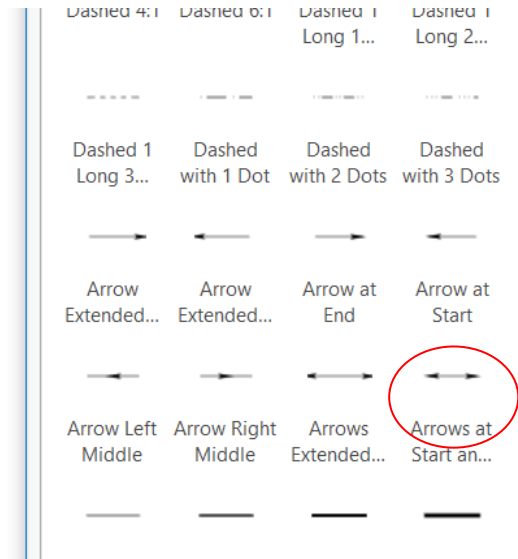 Dashed 4:1 Dashed 6:1 Dashed 1 Dashed 1
Long 1... Long 2...
Dashed 1 Dashed Dashed Dashed
Long 3... with 1 Dot with 2 Dots with 3 Dots
Arrow Arrow Arrow at Arrow at
Extended... Extended... End Start
Arrow Left Arrow Right Arrows Arrows at
Middle Middle Extended... Start an...